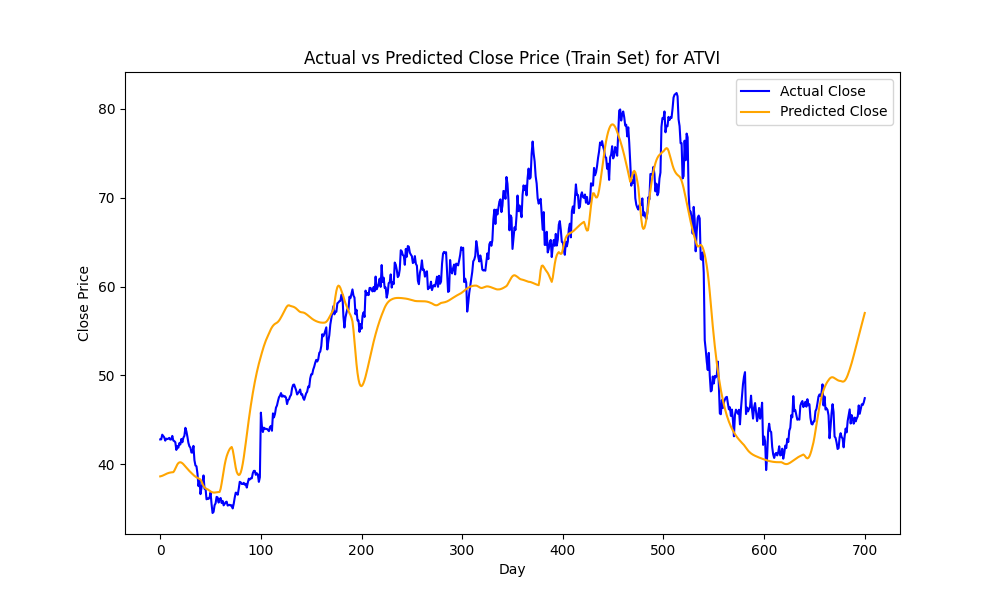 Actual vs Predicted Close Price (Train Set) for ATVI
Actual Close
Predicted Close
Close Price
80
70
60
50
40
0 100 200 300 400 500 600 700
Day